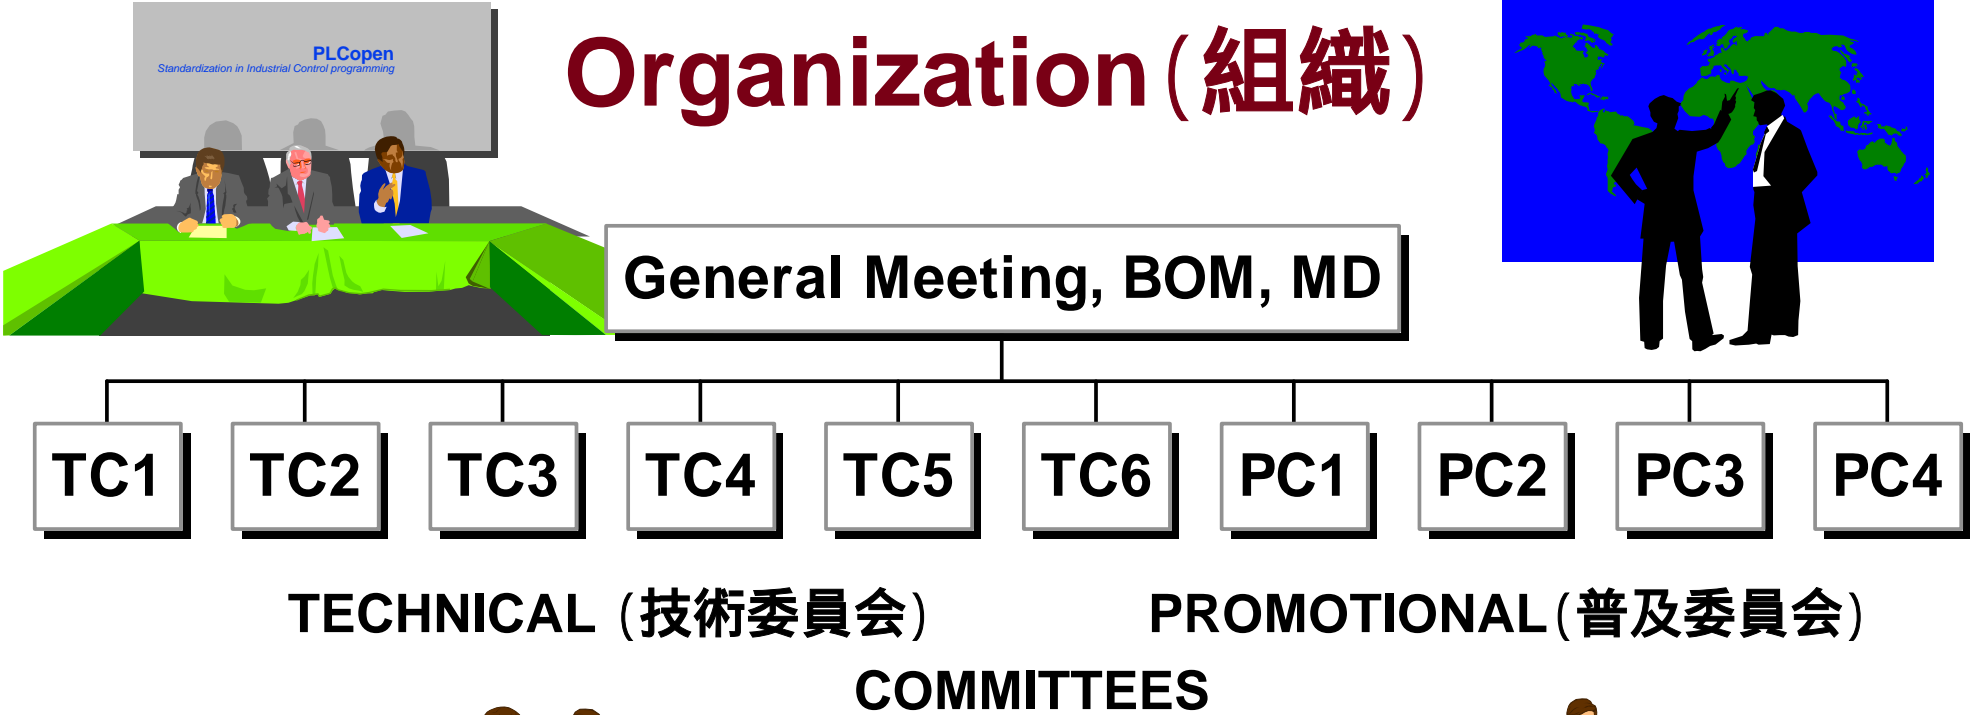 PLCopen
Standardization in Industrial Control programming
Organization(組織)
General Meeting, BOM, MD
TC1 TC2 TC3 TC4 TC5 TC6 PC1 PC2 PC3 PC4
TECHNICAL (技術委員会) PROMOTIONAL(普及委員会)
COMMITTEES